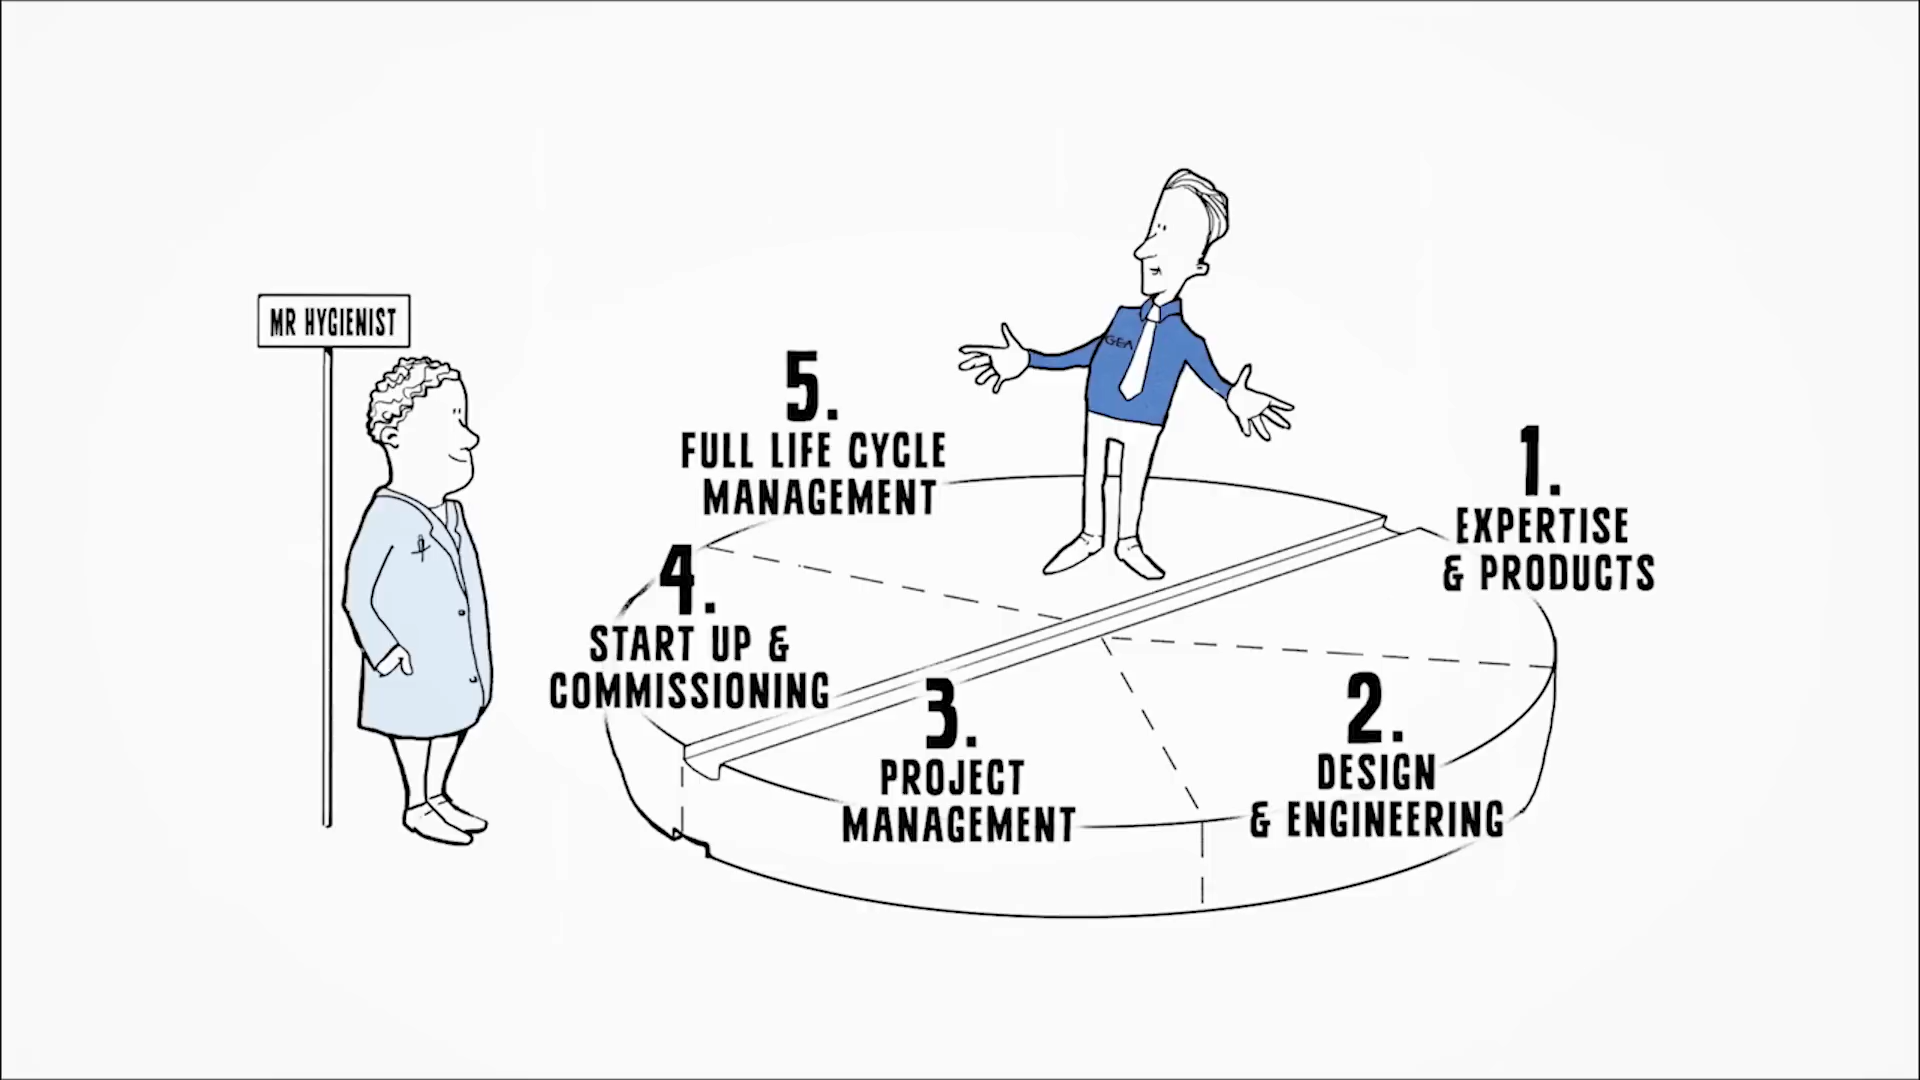 MR HYGIENIST
GEA
1.
EXPERTISE
& PRODUCTS
2.
DESIGN
& ENGINEERING
3.
PROJECT
MANAGEMENT
4.
START UP &
COMMISSIONING
5.
FULL LIFE CYCLE
MANAGEMENT